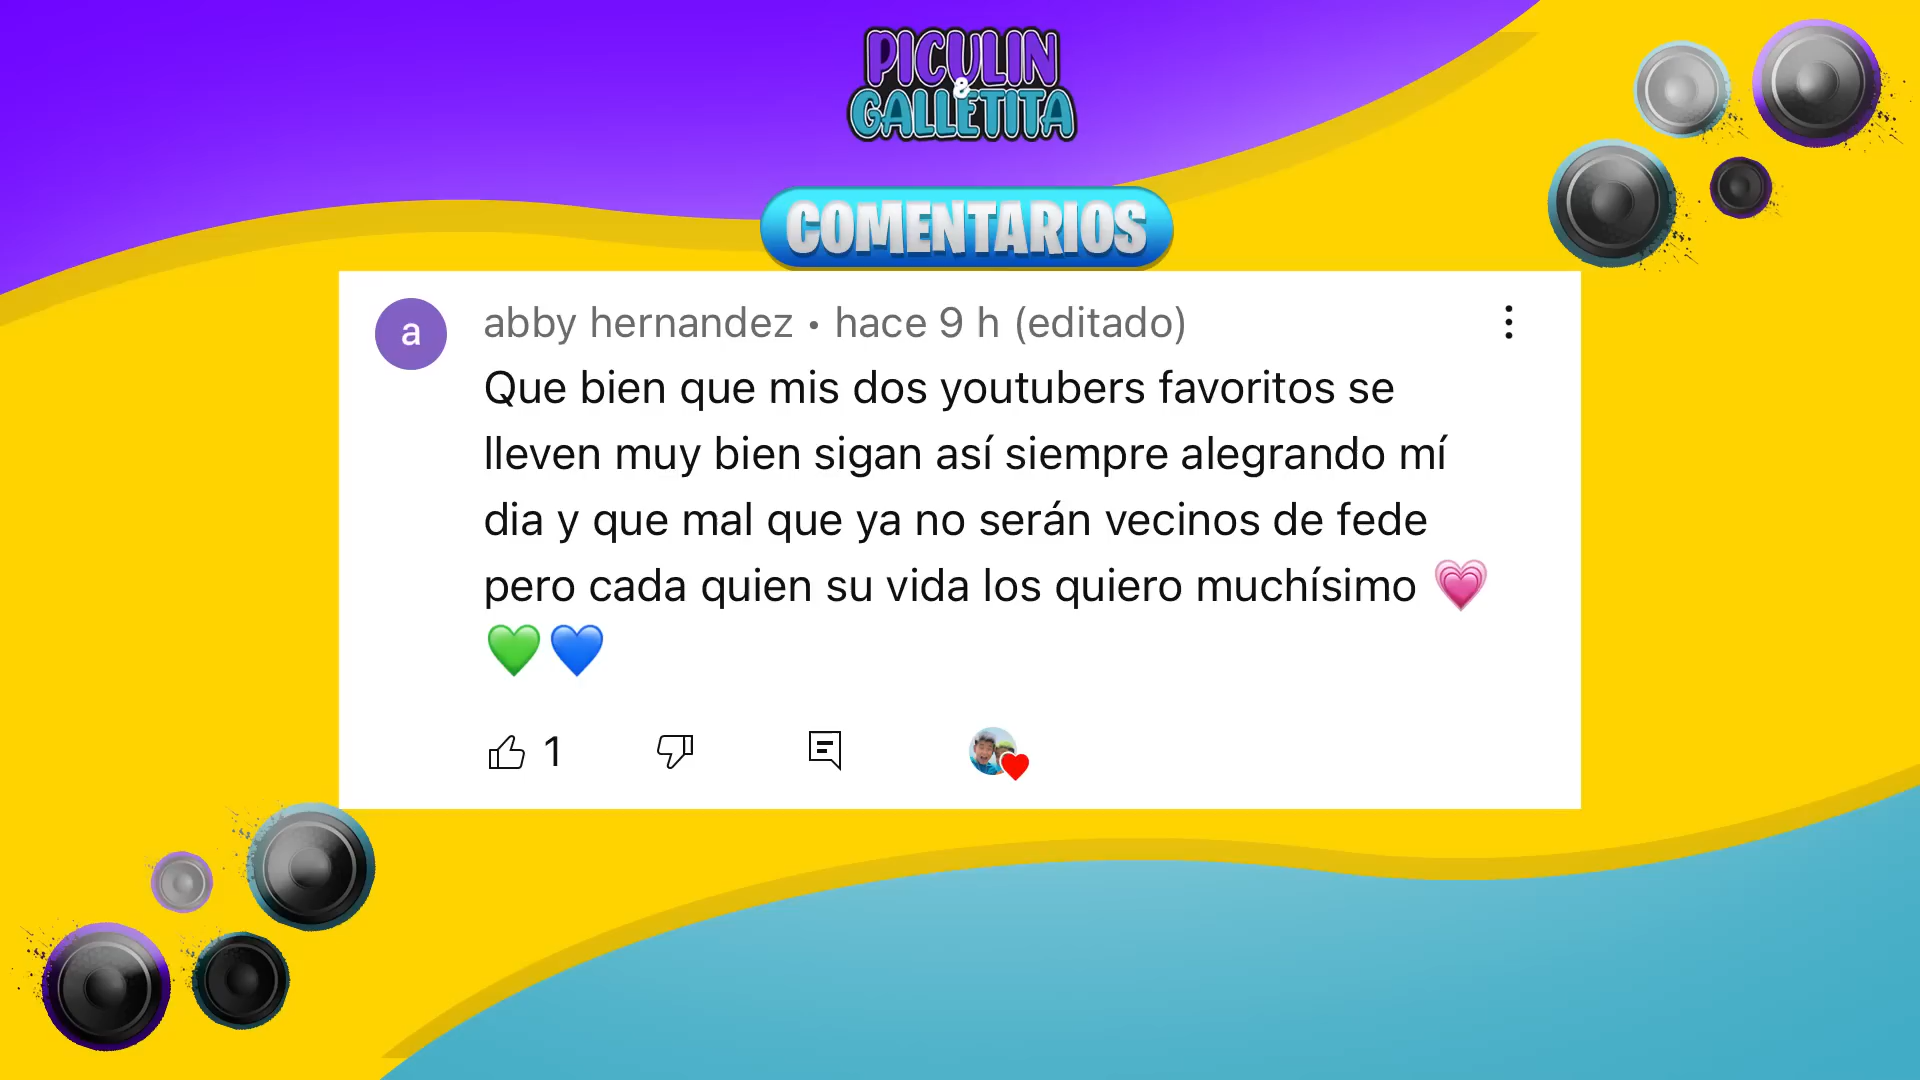 PICULIN
&
GALLETITA
COMENTARIOS
a
abby hernandez • hace 9 h (editado)
Que bien que mis dos youtubers favoritos se
lleven muy bien sigan así siempre alegrando mí
dia y que mal que ya no serán vecinos de fede
pero cada quien su vida los quiero muchísimo 💗
💚💙
1